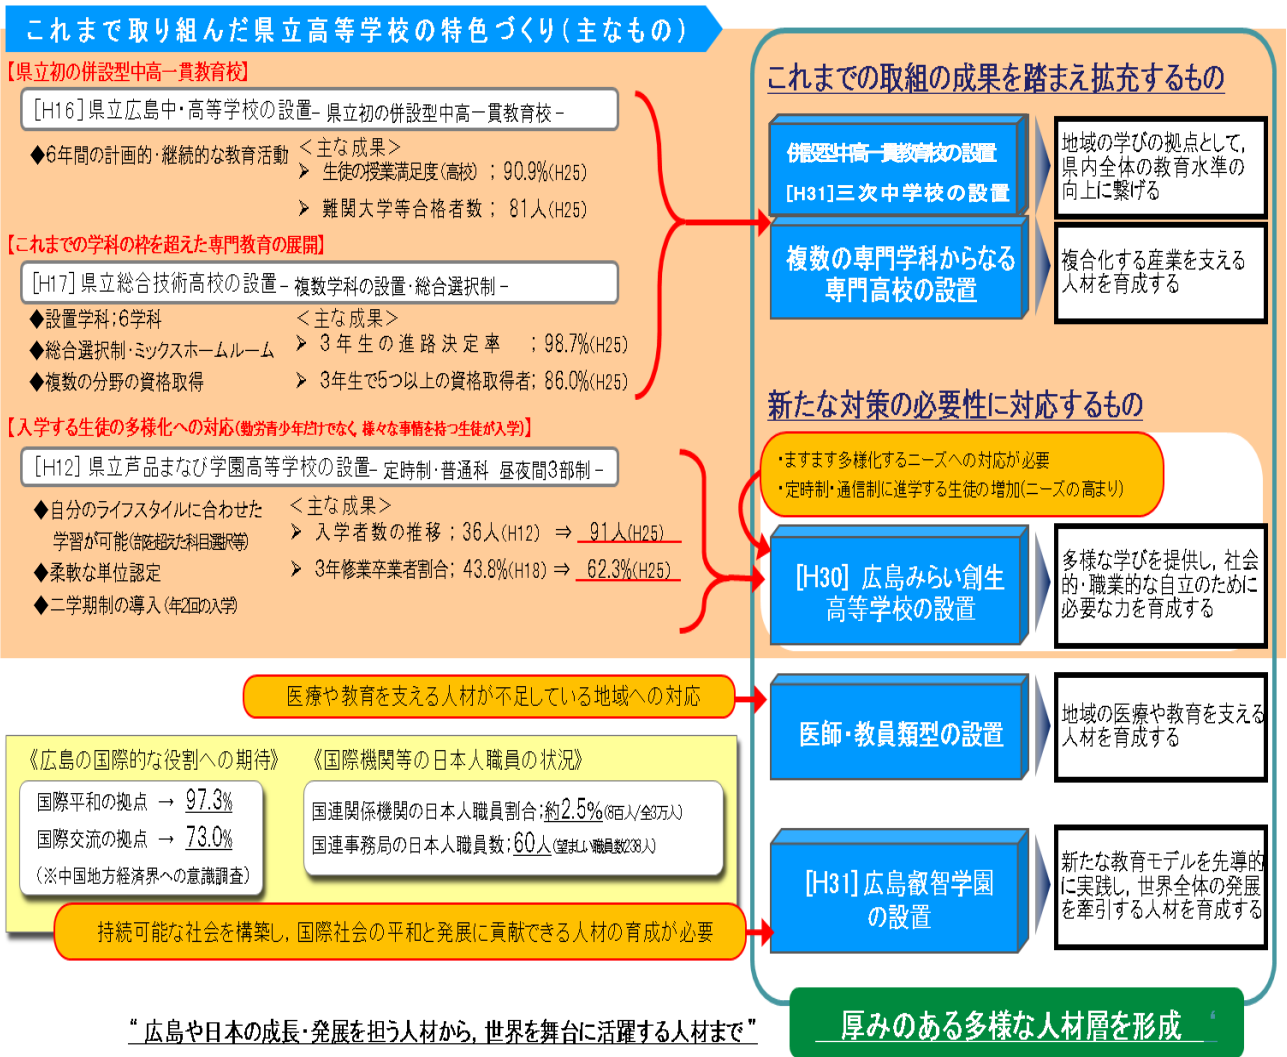 これまで取り組んだ県立高等学校の特色づくり(主なもの)
【県立初の併設型中高一貫教育校】
[H16]県立広島中・高等学校の設置－県立初の併設型中高一貫教育校－
◆6年間の計画的・継続的な教育活動
＜主な成果＞
➢ 生徒の授業満足度(高校)；90.9%(H25)
➢ 難関大学等合格者数；81人(H25)
【これまでの学科の枠を超えた専門教育の展開】
[H17]県立総合技術高校の設置－複数学科の設置・総合選択制－
◆設置学科；6学科
◆総合選択制・ミックスホームルーム
◆複数の分野の資格取得
＜主な成果＞
➢ 3年生の進路決定率 ；98.7%(H25)
➢ 3年生で5つ以上の資格取得者；86.0%(H25)
【入学する生徒の多様化への対応(勤労青少年だけでなく，様々な事情を持つ生徒が入学)】
[H12]県立芦品まなび学園高等学校の設置－定時制・普通科 昼夜間3部制－
◆自分のライフスタイルに合わせた
学習が可能(部を超えた科目選択等)
◆柔軟な単位認定
◆二学期制の導入(年2回の入学)
＜主な成果＞
➢ 入学者数の推移；36人(H12) ⇒ 91人(H25)
➢ 3年修業卒業者割合；43.8%(H18) ⇒ 62.3%(H25)
これまでの取組の成果を踏まえ拡充するもの
併設型中高一貫教育校の設置
[H31]三次中学校の設置
地域の学びの拠点として，
県内全体の教育水準の
向上に繋げる
複数の専門学科からなる
専門高校の設置
複合化する産業を支える
人材を育成する
新たな対策の必要性に対応するもの
・ますます多様化するニーズへの対応が必要
・定時制・通信制に進学する生徒の増加(ニーズの高まり)
[H30] 広島みらい創生
高等学校の設置
多様な学びを提供し，社会
的・職業的な自立のために
必要な力を育成する
医療や教育を支える人材が不足している地域への対応
医師・教員類型の設置
地域の医療や教育を支える
人材を育成する
《広島の国際的な役割への期待》
国際平和の拠点 → 97.3%
国際交流の拠点 → 73.0%
(※中国地方経済界への意識調査)
《国際機関等の日本人職員の状況》
国連関係機関の日本人職員割合；約2.5%(8百人/全3万人)
国連事務局の日本人職員数；60人(望ましい職員数238人)
持続可能な社会を構築し，国際社会の平和と発展に貢献できる人材の育成が必要
[H31]広島叡智学園
の設置
新たな教育モデルを先導的
に実践し，世界全体の発展
を牽引する人材を育成する
“広島や日本の成長・発展を担う人材から，世界を舞台に活躍する人材まで”
厚みのある多様な人材層を形成